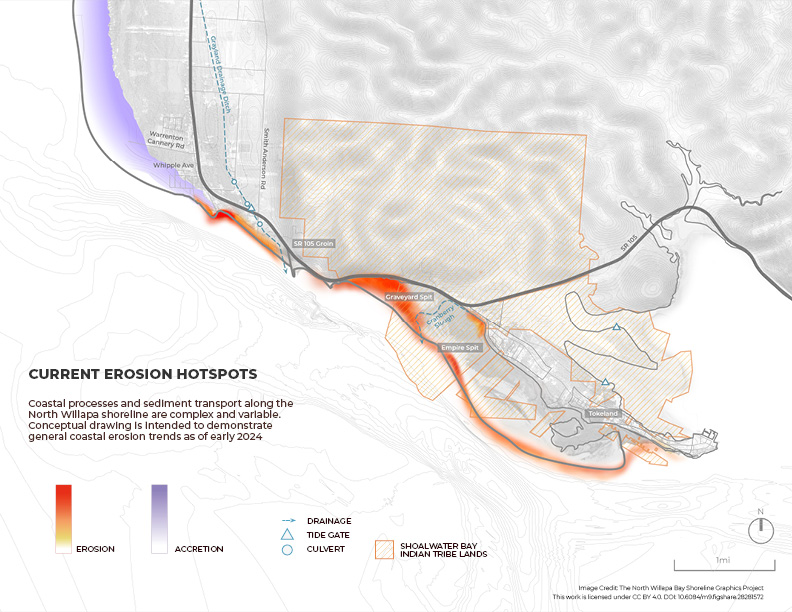 Grayland Drainage Ditch
Smith Anderson Rd
Warrenton
Cannery Rd
Whipple Ave
SR 105 Groin
SR 105
Graveyard Spit
Cranberry
Slough
Empire Spit
Tokeland
CURRENT EROSION HOTSPOTS
Coastal processes and sediment transport along the
North Willapa shoreline are complex and variable.
Conceptual drawing is intended to demonstrate
general coastal erosion trends as of early 2024
EROSION
ACCRETION
DRAINAGE
TIDE GATE
CULVERT
SHOALWATER BAY
INDIAN TRIBE LANDS
N
1mi
Image Credit: The North Willapa Bay Shoreline Graphics Project
This work is licensed under CC BY 4.0. DOI: 10.6084/m9.figshare.28281572